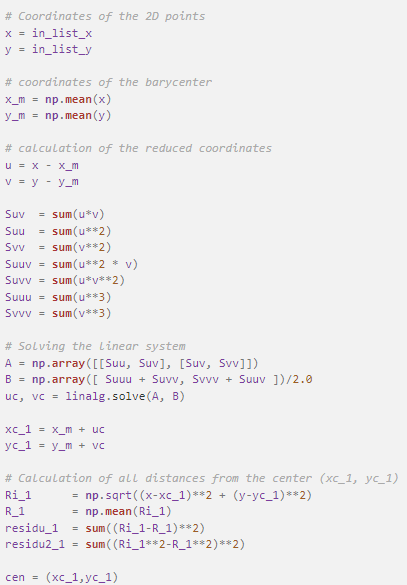 # Coordinates of the 2D points
x = in_list_x
y = in_list_y

# coordinates of the barycenter
x_m = np.mean(x)
y_m = np.mean(y)

# calculation of the reduced coordinates
u = x - x_m
v = y - y_m

Suv  = sum(u*v)
Suu  = sum(u**2)
Svv  = sum(v**2)
Suuv = sum(u**2 * v)
Suvv = sum(u*v**2)
Suuu = sum(u**3)
Svvv = sum(v**3)

# Solving the linear system
A = np.array([[Suu, Suv], [Suv, Svv]])
B = np.array([ Suuu + Suvv, Svvv + Suuv ])/2.0
uc, vc = linalg.solve(A, B)

xc_1 = x_m + uc
yc_1 = y_m + vc

# Calculation of all distances from the center (xc_1, yc_1)
Ri_1      = np.sqrt((x-xc_1)**2 + (y-yc_1)**2)
R_1       = np.mean(Ri_1)
residu_1  = sum((Ri_1-R_1)**2)
residu2_1 = sum((Ri_1**2-R_1**2)**2)

cen = (xc_1,yc_1)